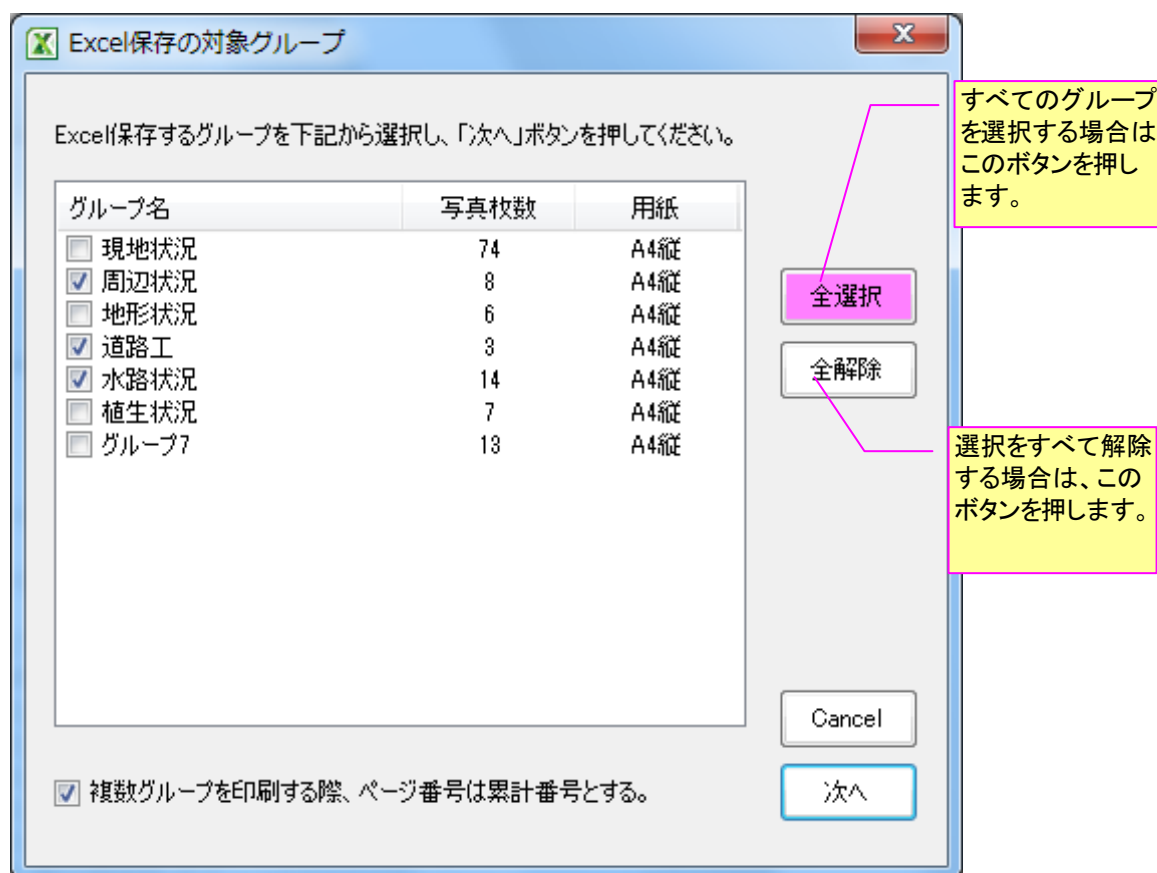 Excel保存の対象グループ
Excel保存するグループを下記から選択し、「次へ」ボタンを押してください。
グループ名 写真枚数 用紙
現地状況 74 A4縦
周辺状況 8 A4縦
地形状況 6 A4縦
道路工 3 A4縦
水路状況 14 A4縦
植生状況 7 A4縦
グループ7 13 A4縦
全選択
全解除
Cancel
次へ
複数グループを印刷する際、ページ番号は累計番号とする。
すべてのグループ
を選択する場合は
このボタンを押し
ます。
選択をすべて解除
する場合は、この
ボタンを押します。